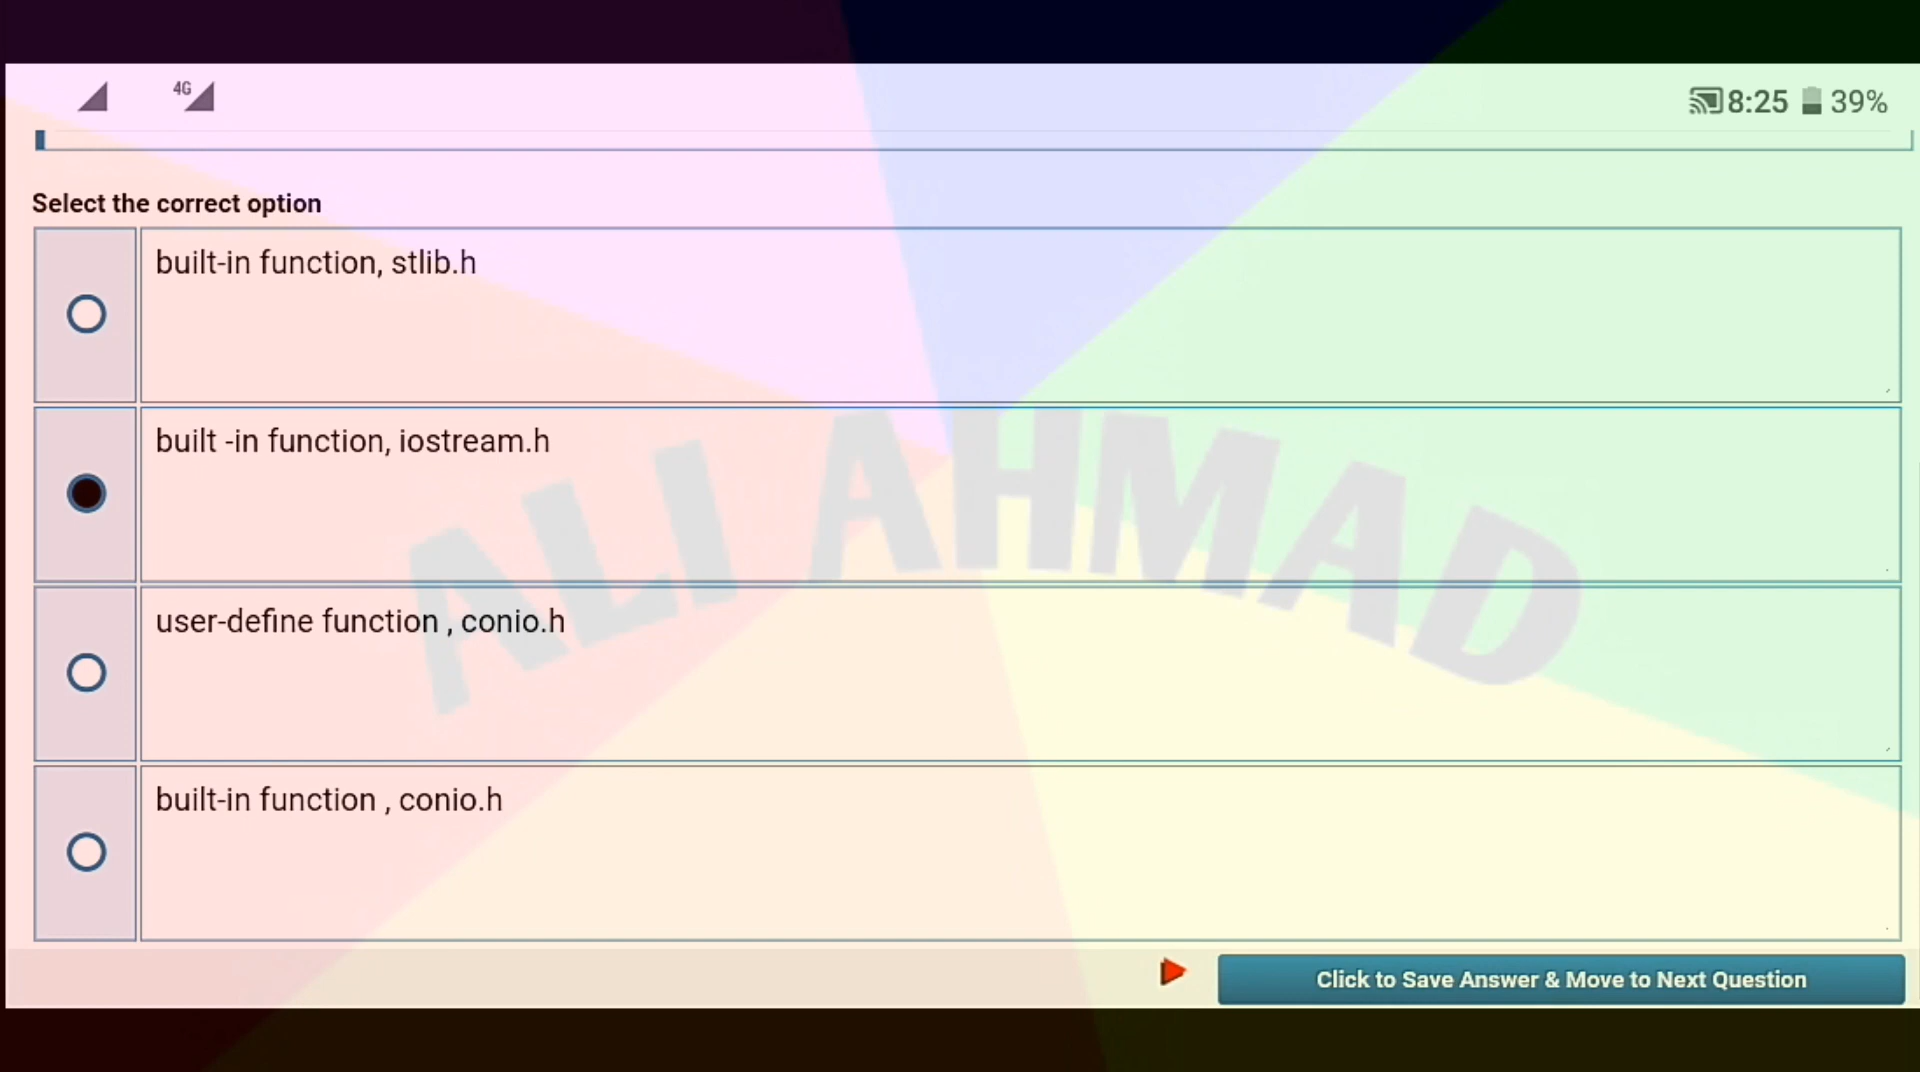 4G
8:25 39%
Select the correct option
built-in function, stlib.h
built -in function, iostream.h
ALI AHMAD
user-define function , conio.h
built-in function , conio.h
Click to Save Answer & Move to Next Question